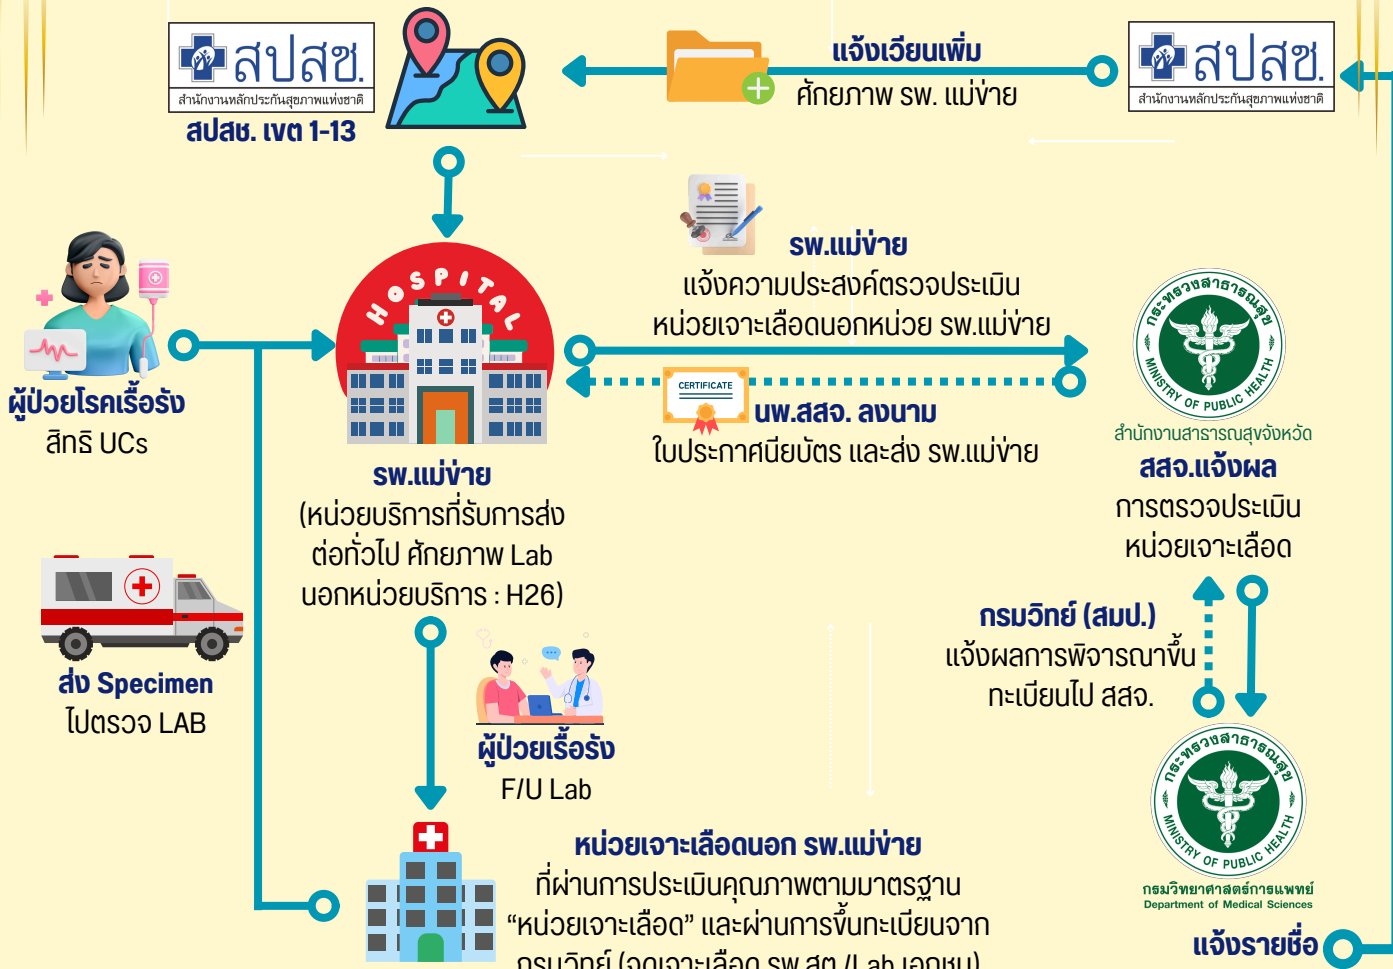 สปสช.
สำนักงานหลักประกันสุขภาพแห่งชาติ
สปสช. เขต 1-13
แจ้งเวียนเพิ่ม
ศักยภาพ รพ. แม่ข่าย
สปสช.
สำนักงานหลักประกันสุขภาพแห่งชาติ
รพ.แม่ข่าย
แจ้งความประสงค์ตรวจประเมิน
หน่วยเจาะเลือดนอกหน่วย รพ.แม่ข่าย
HOSPITAL
ผู้ป่วยโรคเรื้อรัง
สิทธิ UCs
CERTIFICATE
นพ.สสจ. ลงนาม
ใบประกาศนียบัตร และส่ง รพ.แม่ข่าย
กระทรวงสาธารณสุข
MINISTRY OF PUBLIC HEALTH
สำนักงานสาธารณสุขจังหวัด
สสจ.แจ้งผล
การตรวจประเมิน
หน่วยเจาะเลือด
รพ.แม่ข่าย
(หน่วยบริการที่รับการส่ง
ต่อทั่วไป ศักยภาพ Lab
นอกหน่วยบริการ : H26)
ส่ง Specimen
ไปตรวจ LAB
กรมวิทย์ (สมป.)
แจ้งผลการพิจารณาขึ้น
ทะเบียนไป สสจ.
ผู้ป่วยเรื้อรัง
F/U Lab
กระทรวงสาธารณสุข
MINISTRY OF PUBLIC HEALTH
กรมวิทยาศาสตร์การแพทย์
Department of Medical Sciences
หน่วยเจาะเลือดนอก รพ.แม่ข่าย
ที่ผ่านการประเมินคุณภาพตามมาตรฐาน
“หน่วยเจาะเลือด” และผ่านการขึ้นทะเบียนจาก
กรมวิทย์ (จุดเจาะเลือด รพ.สต./Lab เอกชน)
แจ้งรายชื่อ